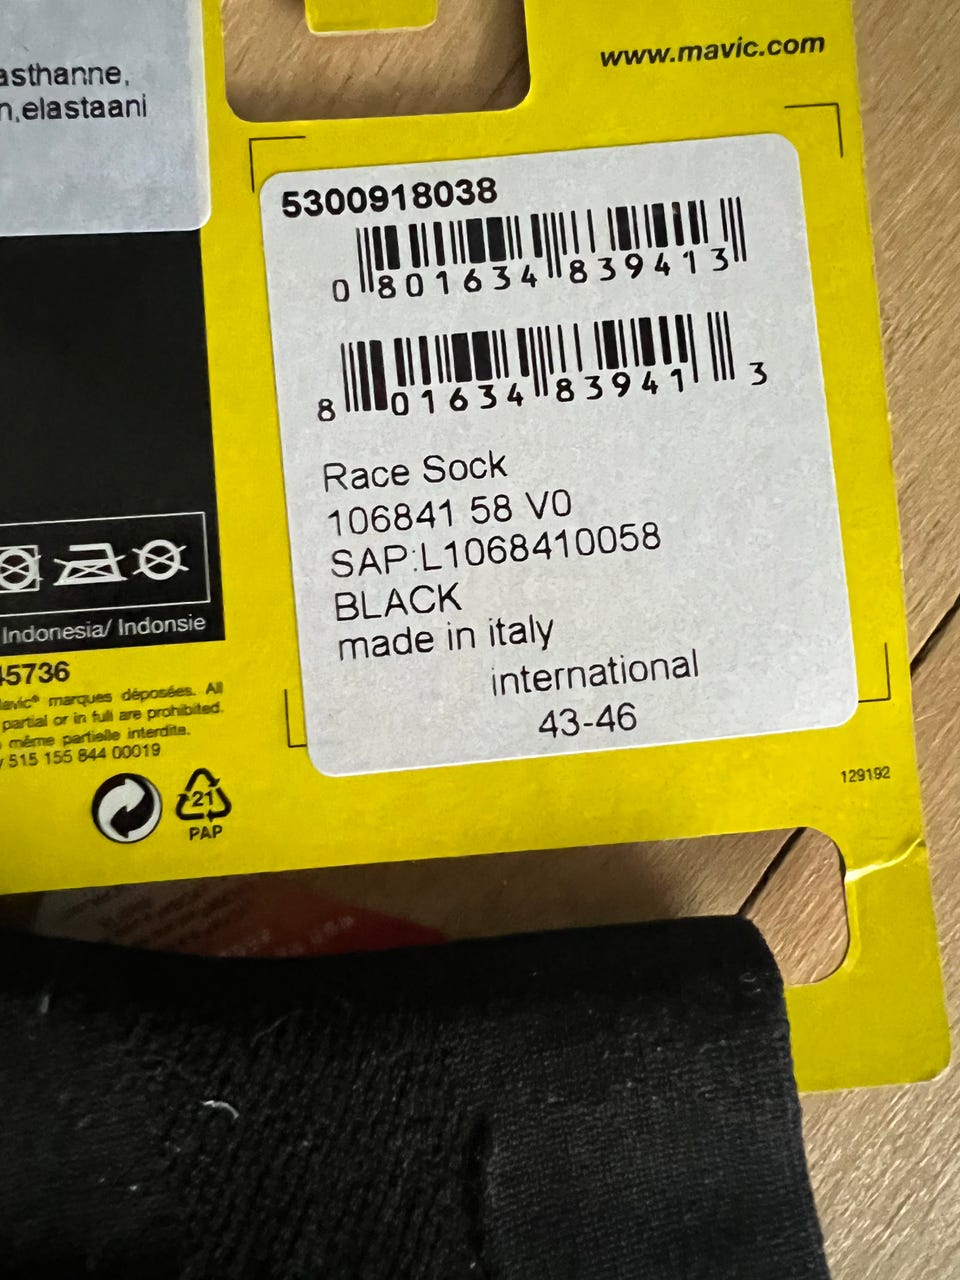 asthanne,
n,elastaani
www.mavic.com
5300918038
0 801634 839413
8 01634 83941 3
Race Sock
106841 58 V0
SAP:L1068410058
BLACK
made in italy
international
43-46
Indonesia/ Indonsie
45736
Mavic® marques déposées. All
partial or in full are prohibited.
même partielle interdite.
515 155 844 00019
21
PAP
129192